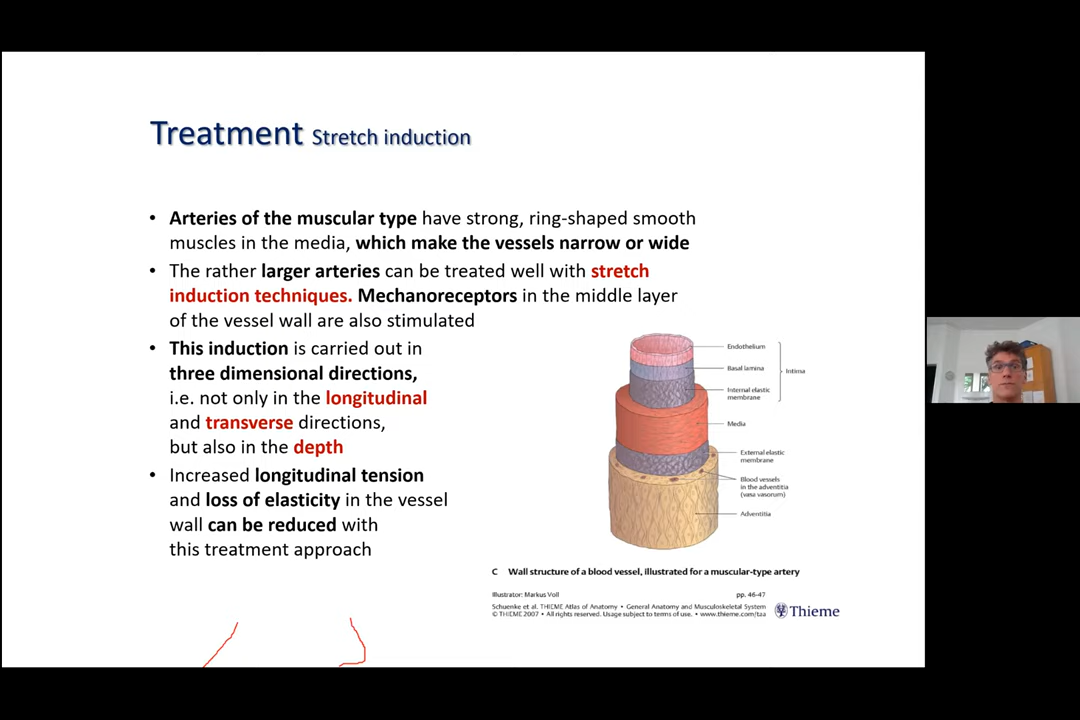 Treatment Stretch induction
• Arteries of the muscular type have strong, ring-shaped smooth
muscles in the media, which make the vessels narrow or wide
• The rather larger arteries can be treated well with stretch
induction techniques. Mechanoreceptors in the middle layer
of the vessel wall are also stimulated
• This induction is carried out in
three dimensional directions,
i.e. not only in the longitudinal
and transverse directions,
but also in the depth
• Increased longitudinal tension
and loss of elasticity in the vessel
wall can be reduced with
this treatment approach
Endothelium
Basal lamina
Intima
Internal elastic
membrane
Media
External elastic
membrane
Blood vessels
in the adventitia
(vasa vasorum)
Adventitia
C Wall structure of a blood vessel, illustrated for a muscular-type artery
Illustrator: Markus Voll pp. 46-47
Schuenke et al. THIEME Atlas of Anatomy • General Anatomy and Musculoskeletal System
© THIEME 2007 • All rights reserved. Usage subject to terms of use. • www.thieme.com/taa
Thieme